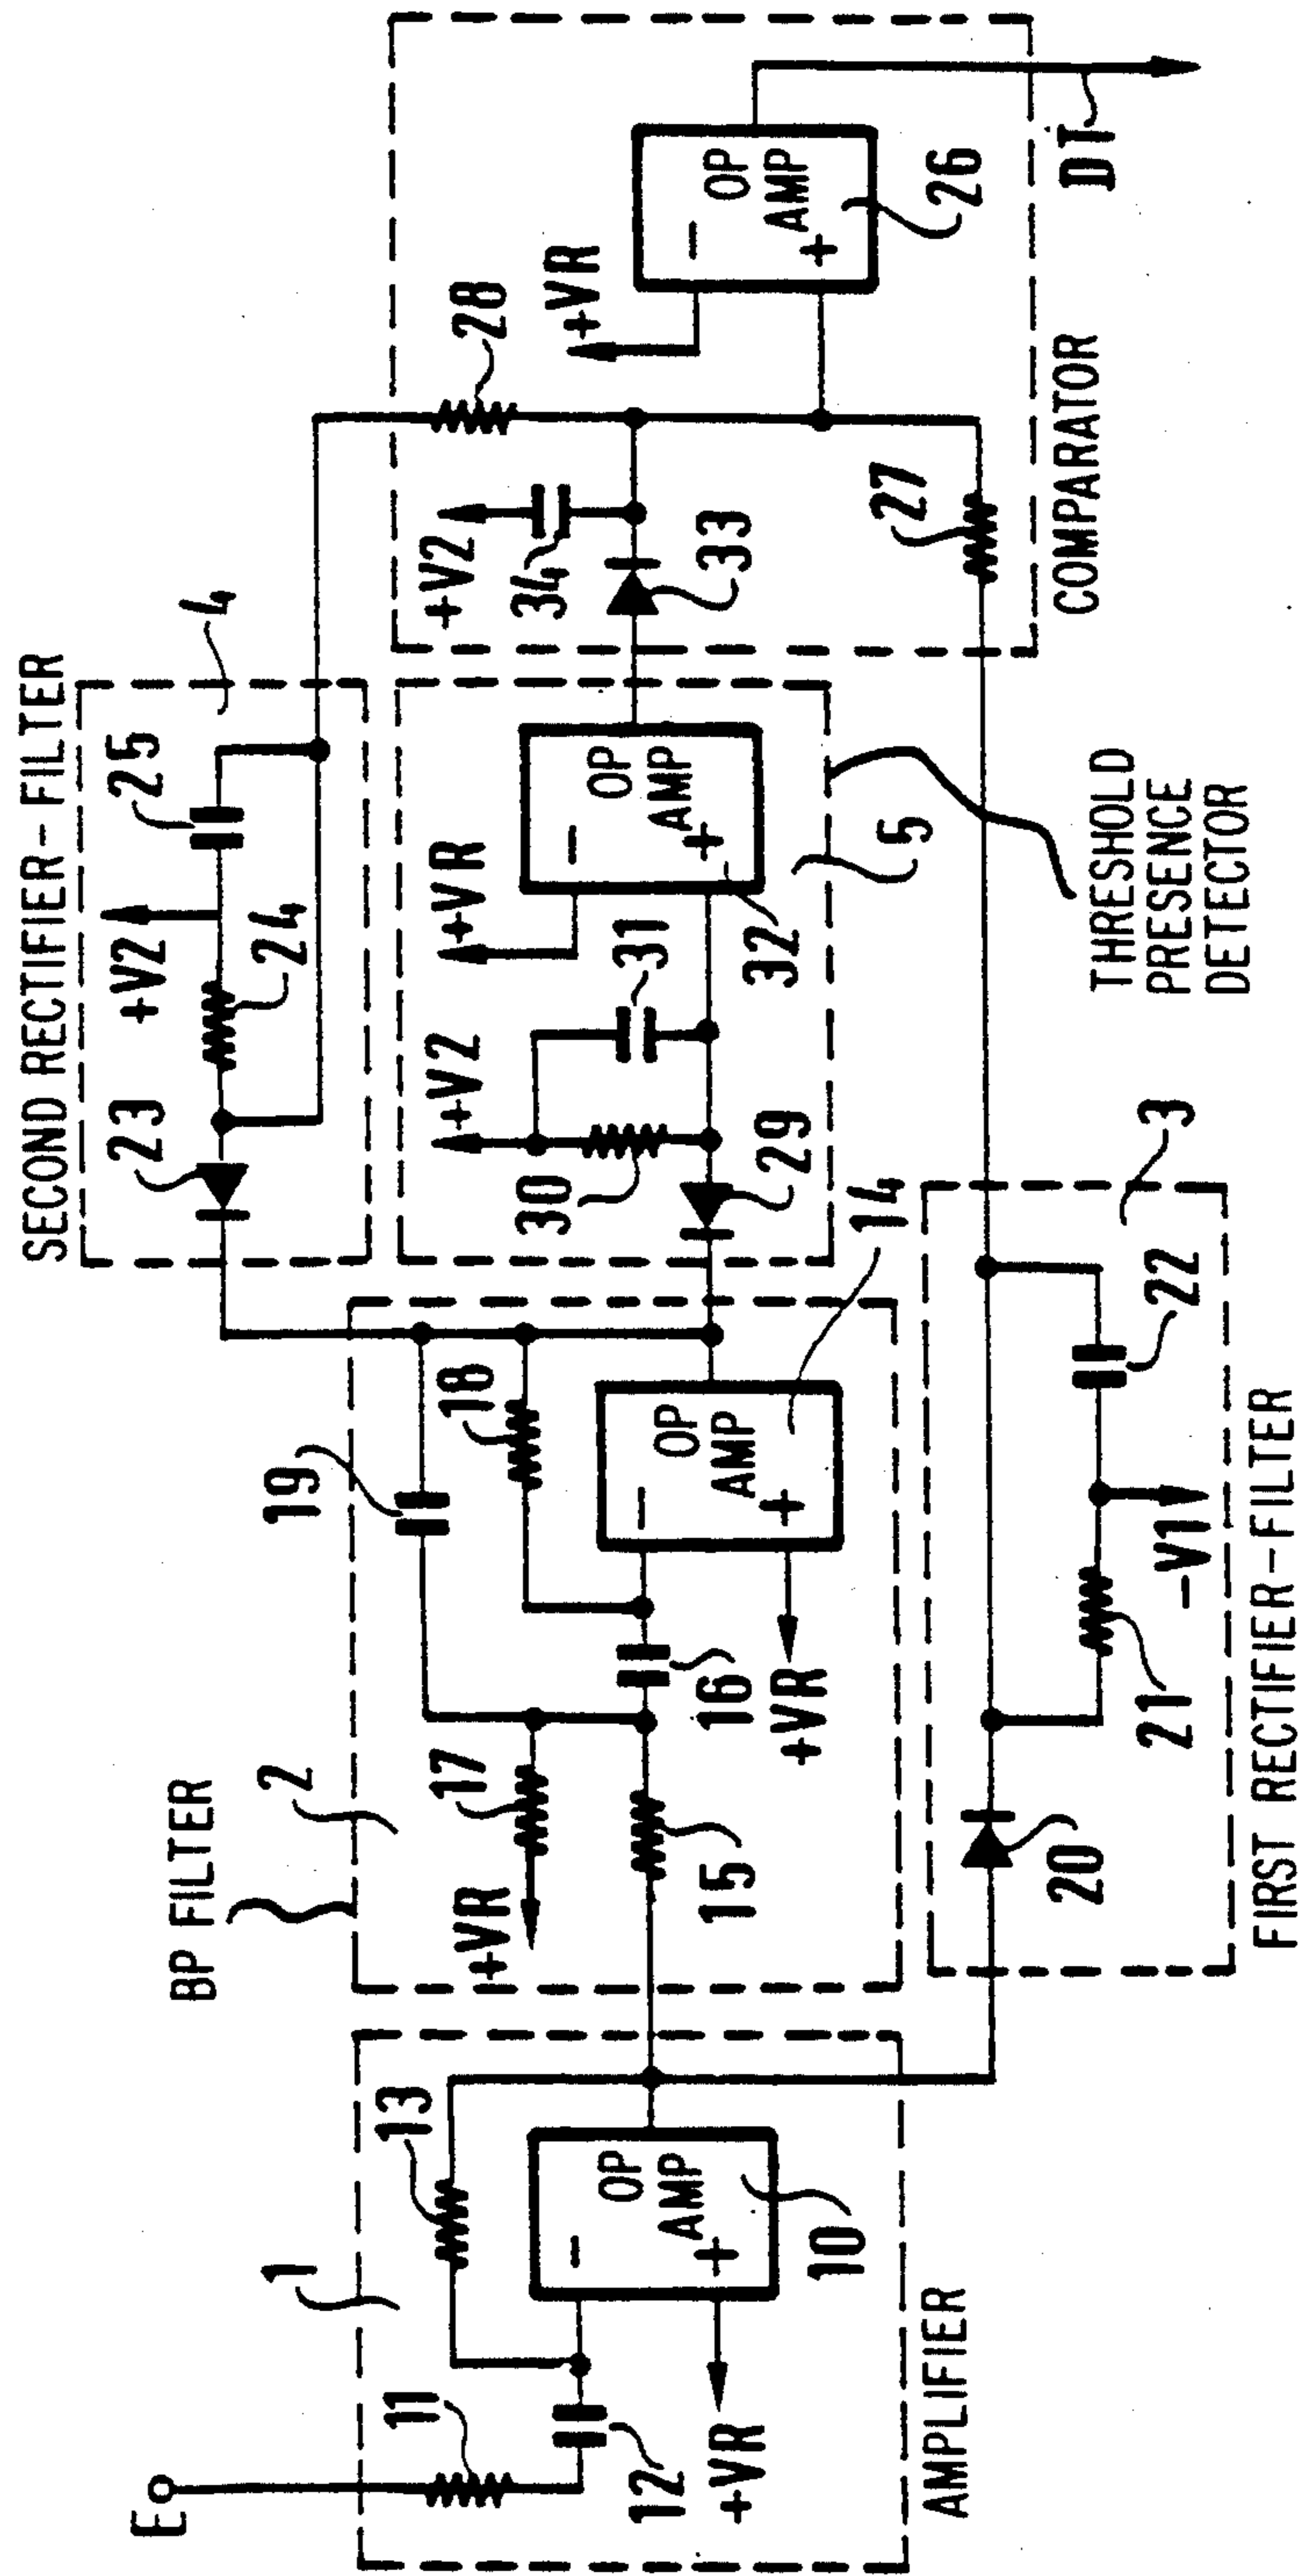 SECOND RECTIFIER-FILTER
4
23
+V2
24
25
BP FILTER
2
19
18
17
+VR
15
16
+VR
OP
AMP
-
+
14
E
1
11
12
13
+VR
OP
AMP
-
+
10
AMPLIFIER
+V2
30
29
31
+VR
OP
AMP
-
+
32
5
THRESHOLD
PRESENCE
DETECTOR
+V2
34
33
28
+VR
OP
AMP
-
+
26
27
COMPARATOR
DT
3
20
21
-V1
22
FIRST RECTIFIER-FILTER